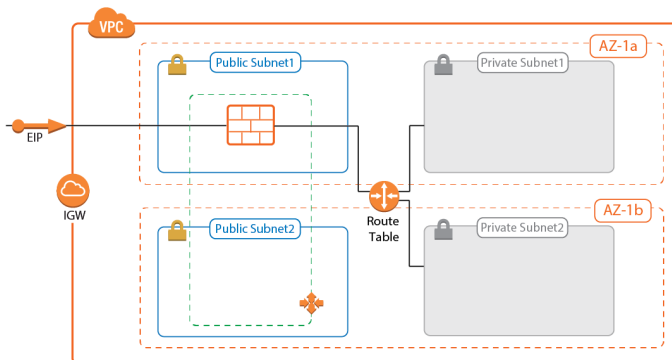 VPC
AZ-1a
Public Subnet1
Private Subnet1
EIP
IGW
Route
Table
AZ-1b
Public Subnet2
Private Subnet2